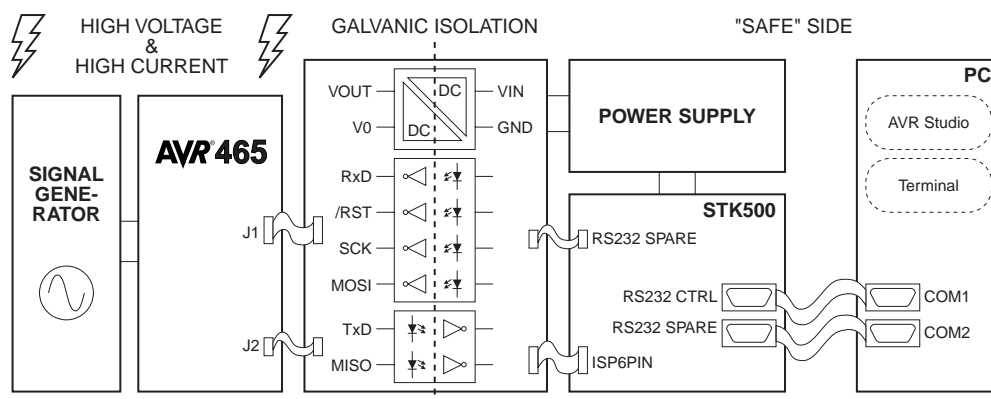 HIGH VOLTAGE
&
HIGH CURRENT
GALVANIC ISOLATION
"SAFE" SIDE
SIGNAL
GENE-
RATOR
AVR®465
J1
J2
VOUT
V0
DC
DC
VIN
GND
RxD
/RST
SCK
MOSI
TxD
MISO
POWER SUPPLY
STK500
RS232 SPARE
RS232 CTRL
RS232 SPARE
ISP6PIN
PC
AVR Studio
Terminal
COM1
COM2